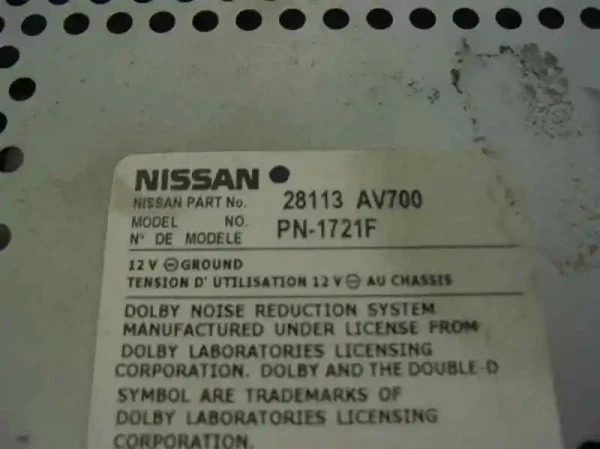 NISSAN
NISSAN PART No. 28113 AV700
MODEL NO. PN-1721F
N° DE MODELE
12 V ⊖ GROUND
TENSION D' UTILISATION 12 V ⊖ AU CHASSIS
DOLBY NOISE REDUCTION SYSTEM
MANUFACTURED UNDER LICENSE FROM
DOLBY LABORATORIES LICENSING
CORPORATION. DOLBY AND THE DOUBLE-D
SYMBOL ARE TRADEMARKS OF
DOLBY LABORATORIES LICENSING
CORPORATION.